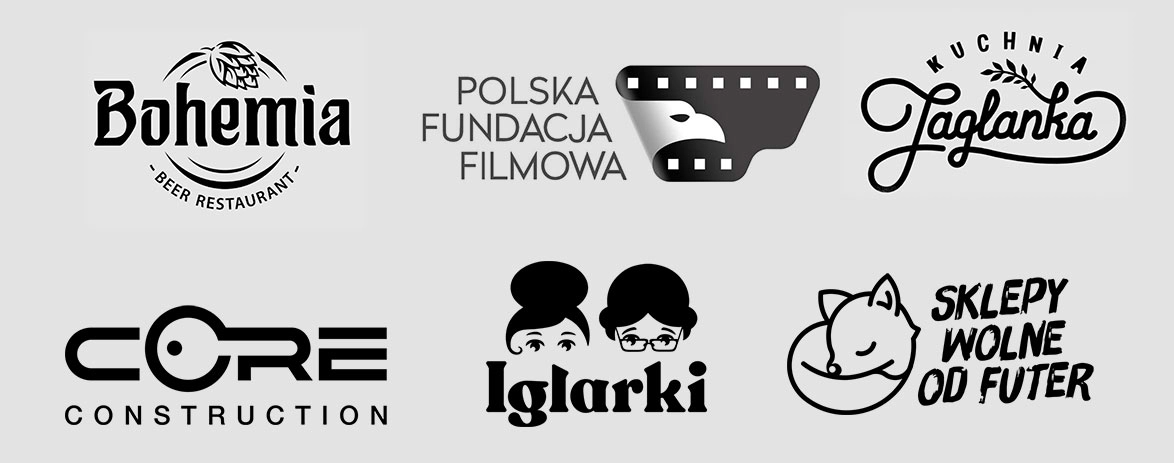 Bohemia
- BEER RESTAURANT -
POLSKA
FUNDACJA
FILMOWA
KUCHNIA
Jaglanka
CORE
CONSTRUCTION
Iglarki
SKLEPY
WOLNE
OD FUTER